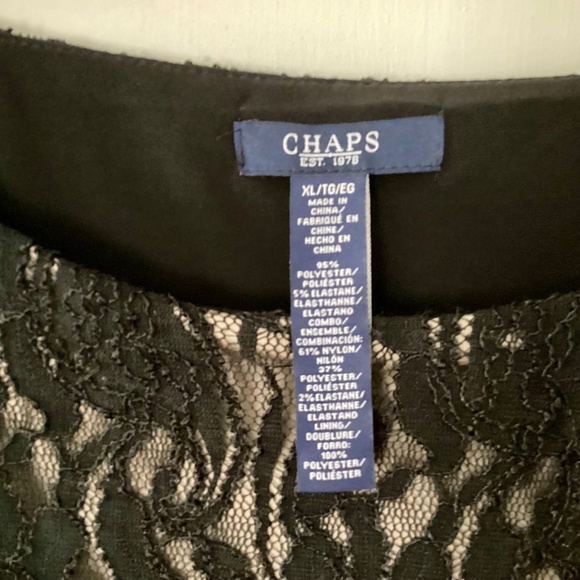 CHAPS
EST. 1978
XL/TG/EG
MADE IN
CHINA/
FABRIQUÉ EN
CHINE/
HECHO EN
CHINA
95%
POLYESTER/
POLIÉSTER
5% ELASTANE/
ELASTHANNE/
ELASTANO
COMBO/
ENSEMBLE/
COMBINACIÓN:
61% NYLON/
NILÓN
37%
POLYESTER/
POLIÉSTER
2% ELASTANE/
ELASTHANNE/
ELASTANO
LINING/
DOUBLURE/
FORRO:
100%
POLYESTER/
POLIÉSTER